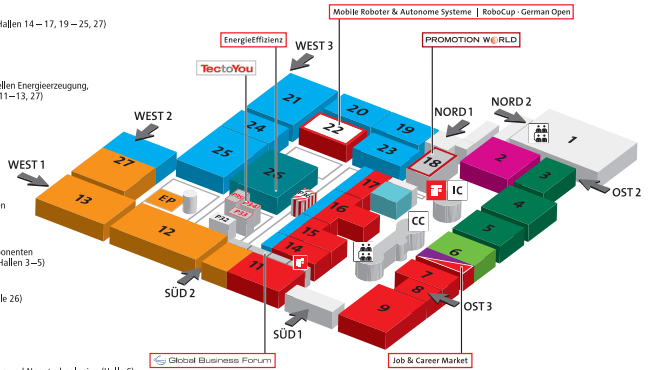 Hallen 14 – 17, 19 – 25, 27)
Mobile Roboter & Autonome Systeme | RoboCup · German Open
EnergieEffizienz
PROMOTION WORLD
TectoYou
WEST 3
ellen Energieerzeugung,
11–13, 27)
NORD 1
NORD 2
WEST 2
WEST 1
OST 2
OST 3
SÜD 2
SÜD 1
21
20
19
22
24
23
25
26
18
1
2
3
4
5
6
7
8
9
27
13
12
EP
11
14
15
16
17
P32
P33
IC
CC
en
ponenten
Hallen 3–5)
le 26)
Global Business Forum
Job & Career Market